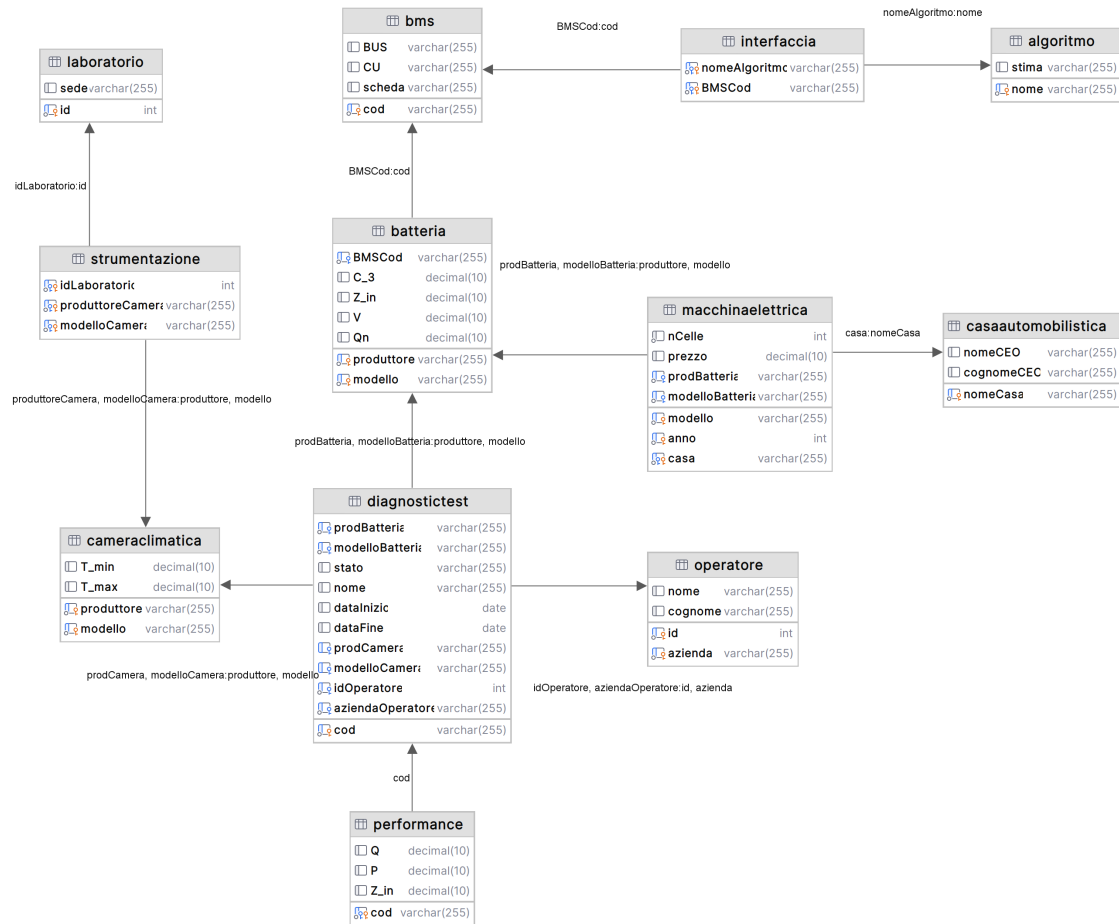 bms
BUS varchar(255)
CU varchar(255)
scheda varchar(255)
cod varchar(255)
BMSCod:cod
nomeAlgoritmo:nome
interfaccia
nomeAlgoritmo varchar(255)
BMSCod varchar(255)
algoritmo
stima varchar(255)
nome varchar(255)
laboratorio
sede varchar(255)
id int
idLaboratorio:id
BMSCod:cod
strumentazione
idLaboratorio int
produttoreCamera varchar(255)
modelloCamera varchar(255)
batteria
BMSCod varchar(255)
C_3 decimal(10)
Z_in decimal(10)
V decimal(10)
Qn decimal(10)
produttore varchar(255)
modello varchar(255)
prodBatteria, modelloBatteria:produttore, modello
macchinaelettrica
nCelle int
prezzo decimal(10)
prodBatteria varchar(255)
modelloBatteria varchar(255)
modello varchar(255)
anno int
casa varchar(255)
casa:nomeCasa
casaautomobilistica
nomeCEO varchar(255)
cognomeCEO varchar(255)
nomeCasa varchar(255)
produttoreCamera, modelloCamera:produttore, modello
prodBatteria, modelloBatteria:produttore, modello
cameraclimatica
T_min decimal(10)
T_max decimal(10)
produttore varchar(255)
modello varchar(255)
diagnostictest
prodBatteria varchar(255)
modelloBatteria varchar(255)
stato varchar(255)
nome varchar(255)
dataInizio date
dataFine date
prodCamera varchar(255)
modelloCamera varchar(255)
idOperatore int
aziendaOperatore varchar(255)
cod varchar(255)
operatore
nome varchar(255)
cognome varchar(255)
id int
azienda varchar(255)
prodCamera, modelloCamera:produttore, modello
idOperatore, aziendaOperatore:id, azienda
cod
performance
Q decimal(10)
P decimal(10)
Z_in decimal(10)
cod varchar(255)